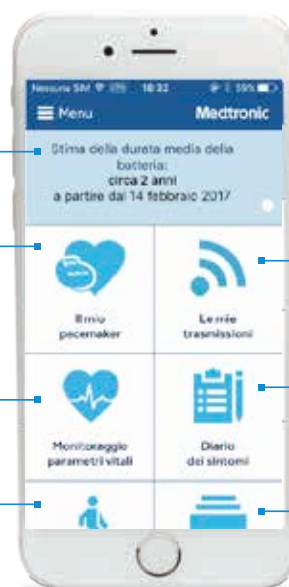 Nessuna SIM 18:32
Menu Medtronic
Stima della durata media della
batteria:
circa 2 anni
a partire dal 14 febbraio 2017
Il mio
pacemaker
Le mie
trasmissioni
Monitoraggio
parametri vitali
Diario
dei sintomi